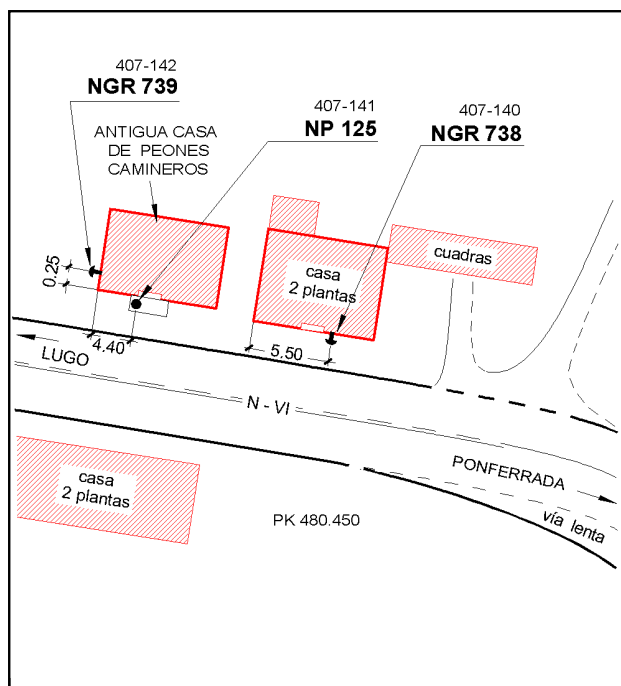 407-142
NGR 739
407-141
NP 125
407-140
NGR 738
ANTIGUA CASA
DE PEONES
CAMINEROS
cuadras
casa
2 plantas
0.25
4.40
5.50
LUGO
N - VI
PONFERRADA
casa
2 plantas
vía lenta
PK 480.450